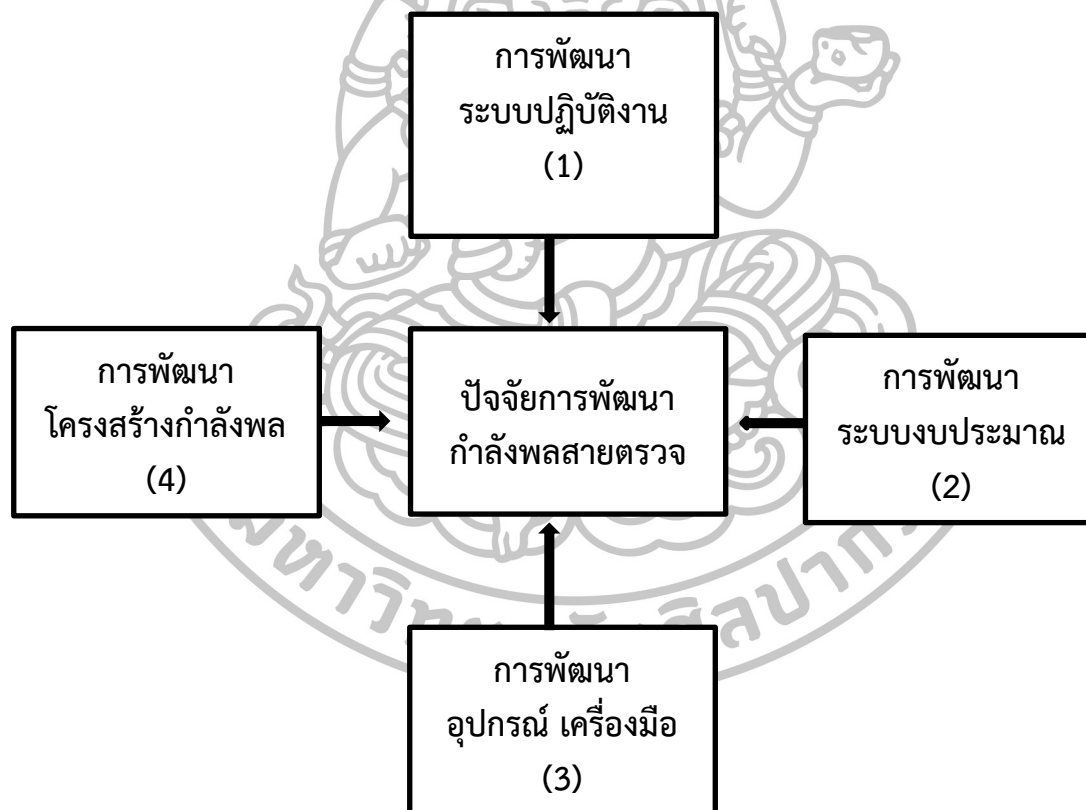 การพัฒนา
ระบบปฏิบัติงาน
(1)
การพัฒนา
โครงสร้างกำลังพล
(4)
ปัจจัยการพัฒนา
กำลังพลสายตรวจ
การพัฒนา
ระบบงบประมาณ
(2)
การพัฒนา
อุปกรณ์ เครื่องมือ
(3)